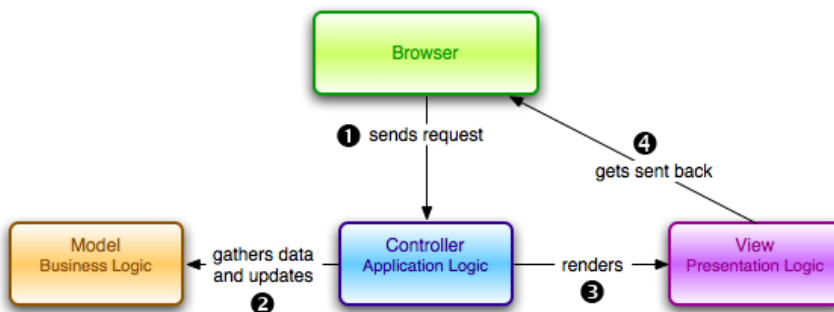 Browser
❶ sends request
❹
gets sent back
Model
Business Logic
gathers data
and updates
❷
Controller
Application Logic
renders
❸
View
Presentation Logic